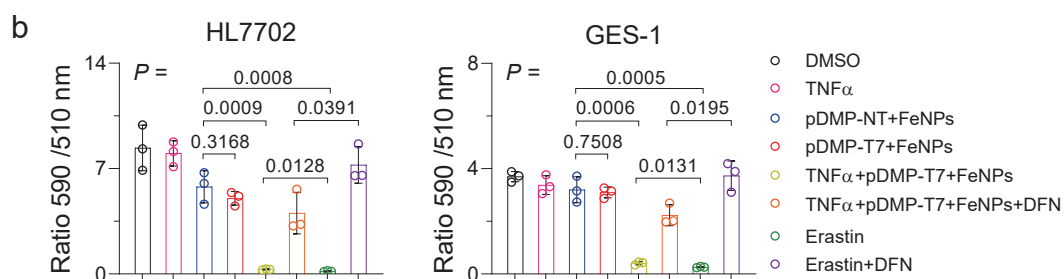 b
HL7702
Ratio 590 /510 nm
14
7
0
P =
0.0008
0.0009
0.0391
0.3168
0.0128
GES-1
Ratio 590 /510 nm
8
4
0
P =
0.0005
0.0006
0.0195
0.7508
0.0131
DMSO
TNFα
pDMP-NT+FeNPs
pDMP-T7+FeNPs
TNFα+pDMP-T7+FeNPs
TNFα+pDMP-T7+FeNPs+DFN
Erastin
Erastin+DFN